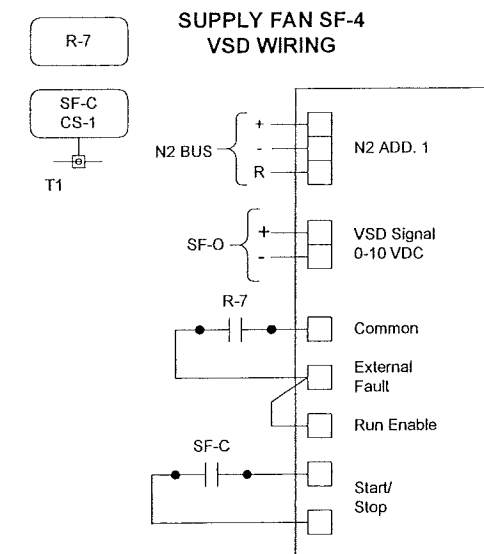 SUPPLY FAN SF-4
VSD WIRING
R-7
SF-C
CS-1
T1
N2 BUS
+
-
R
N2 ADD. 1
SF-O
+
-
VSD Signal
0-10 VDC
R-7
Common
External
Fault
Run Enable
SF-C
Start/
Stop